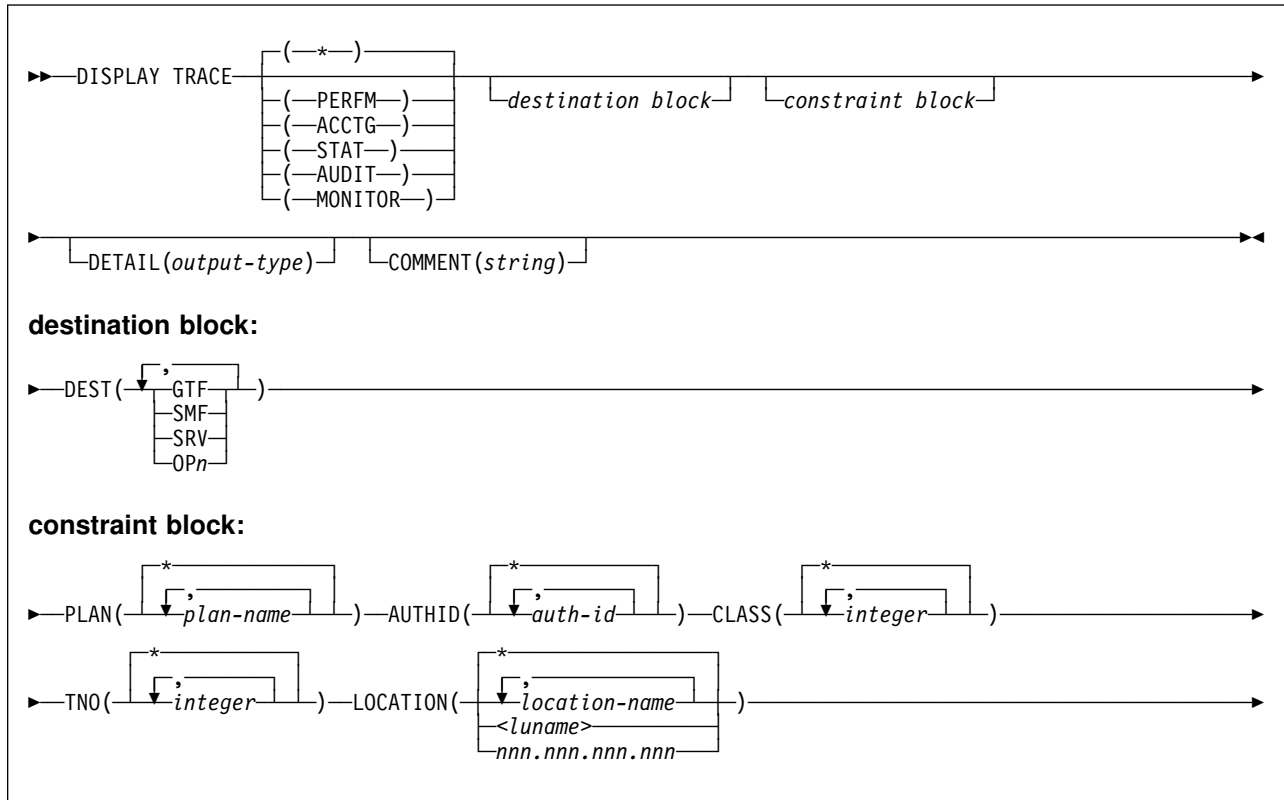 ( * )
DISPLAY TRACE
( PERFM )
( ACCTG )
( STAT )
( AUDIT )
( MONITOR )
destination block
constraint block
DETAIL(output-type)
COMMENT(string)
destination block:
,
DEST( GTF )
SMF
SRV
OPn
constraint block:
* * *
, , ,
PLAN( plan-name ) AUTHID( auth-id ) CLASS( integer )
* *
, ,
TNO( integer ) LOCATION( location-name )
<luname>
nnn.nnn.nnn.nnn